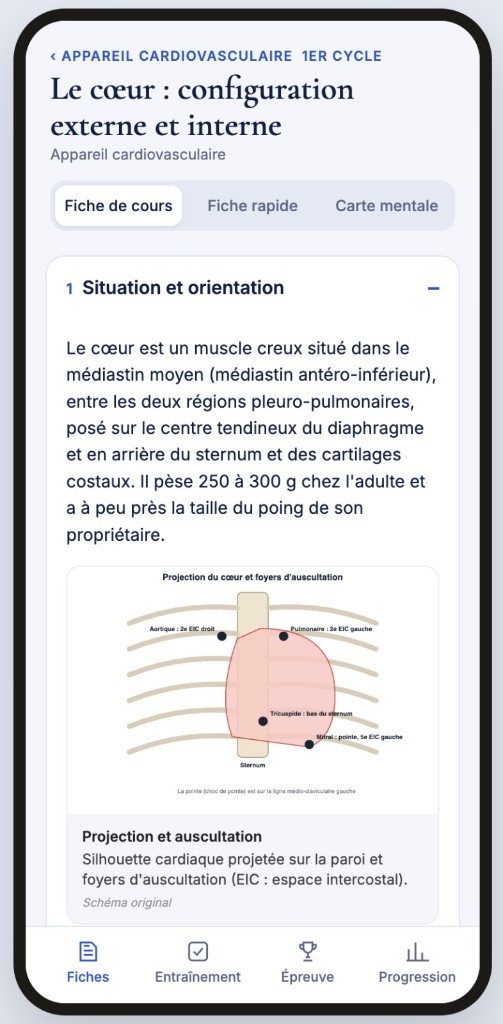 ‹ APPAREIL CARDIOVASCULAIRE 1ER CYCLE
Le cœur : configuration
externe et interne
Appareil cardiovasculaire
Fiche de cours
Fiche rapide
Carte mentale
1 Situation et orientation
Le cœur est un muscle creux situé dans le
médiastin moyen (médiastin antéro-inférieur),
entre les deux régions pleuro-pulmonaires,
posé sur le centre tendineux du diaphragme
et en arrière du sternum et des cartilages
costaux. Il pèse 250 à 300 g chez l'adulte et
a à peu près la taille du poing de son
propriétaire.
Projection du cœur et foyers d'auscultation
Aortique : 2e EIC droit
Pulmonaire : 2e EIC gauche
Tricuspide : bas du sternum
Mitral : pointe, 5e EIC gauche
Sternum
La pointe (choc de pointe) est sur la ligne médio-claviculaire gauche
Projection et auscultation
Silhouette cardiaque projetée sur la paroi et
foyers d'auscultation (EIC : espace intercostal).
Schéma original
Fiches
Entraînement
Épreuve
Progression